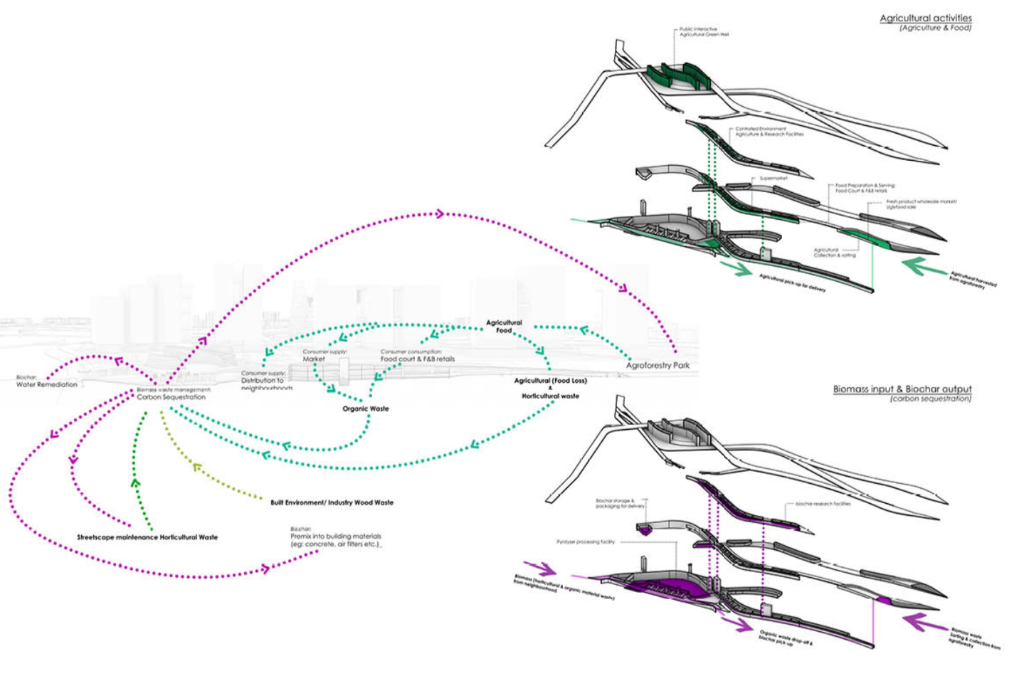 Agricultural activities
(Agriculture & Food)
Public Interactive
Agricultural Green Wall
Controlled Environment
Agriculture & Research Facilities
Supermarket
Food Preparation & Serving:
Food Court & F&B retails
Fresh product wholesale market/
Agricultural
Collection & sorting
Agricultural pick-up for delivery
Agricultural harvested
from agroforestry
Agricultural
Food
Consumer supply:
Market
Consumer consumption:
Food court & F&B retails
Consumer supply:
Distribution to
neighbourhoods
Agroforestry Park
Biochar:
Water Remediation
Biomass waste management:
Carbon Sequestration
Agricultural (Food Loss)
&
Horticultural waste
Organic Waste
Built Environment/ Industry Wood Waste
Streetscape maintenance Horticultural Waste
Biochar:
Premix into building materials
(eg: concrete, air filters etc.)_
Biomass input & Biochar output
(carbon sequestration)
Biochar storage &
packaging for delivery
biochar research facilities
Pyrolyser processing facility
Biomass (horticultural & organic material waste)
from neighbourhood
Organic waste drop-off &
biochar pick-up
Biomass waste
Sorting & collection from
agroforestry